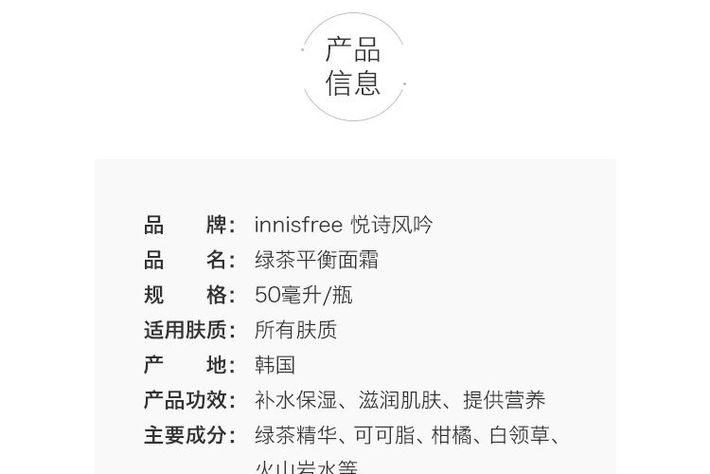 产品
信息
品 牌： innisfree 悦诗风吟
品 名： 绿茶平衡面霜
规 格： 50毫升/瓶
适用肤质： 所有肤质
产 地： 韩国
产品功效： 补水保湿、滋润肌肤、提供营养
主要成分： 绿茶精华、可可脂、柑橘、白领草、
火山岩水等